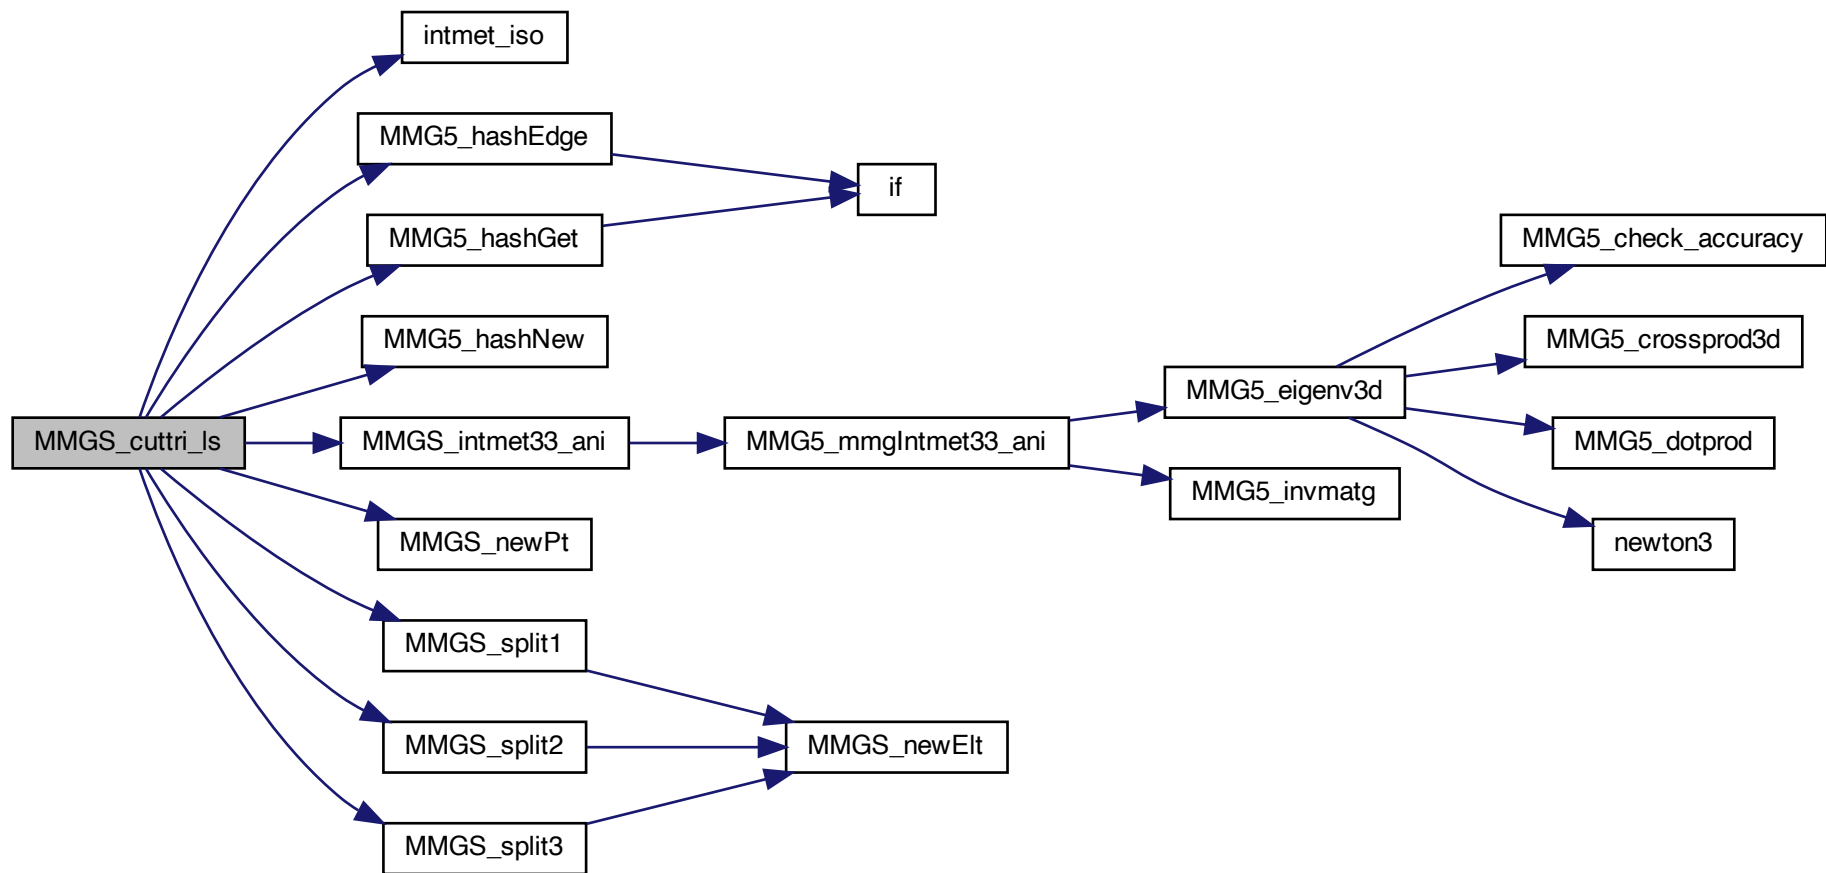 intmet_iso
MMG5_hashEdge
if
MMG5_hashGet
MMG5_check_accuracy
MMG5_hashNew
MMG5_crossprod3d
MMG5_eigenv3d
MMGS_cuttri_ls
MMGS_intmet33_ani
MMG5_mmgIntmet33_ani
MMG5_dotprod
MMG5_invmatg
MMGS_newPt
newton3
MMGS_split1
MMGS_split2
MMGS_newElt
MMGS_split3